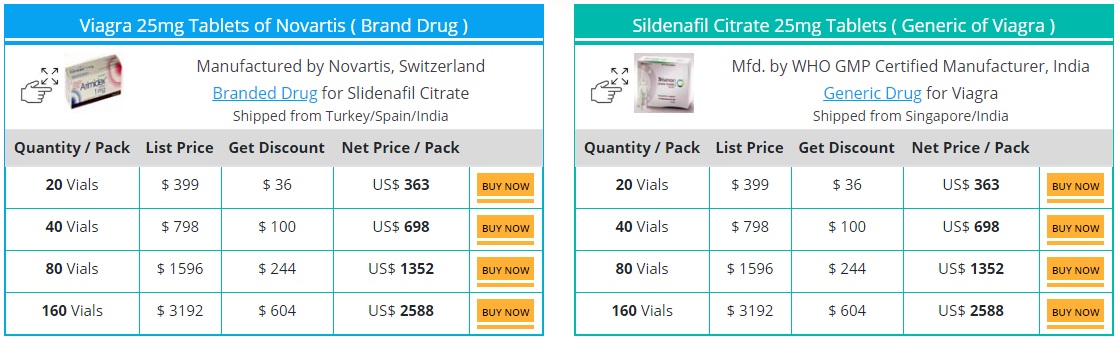 Viagra 25mg Tablets of Novartis ( Brand Drug )
Arimidex
1 mg
Manufactured by Novartis, Switzerland
Branded Drug for Slidenafil Citrate
Shipped from Turkey/Spain/India
Quantity / Pack List Price Get Discount Net Price / Pack
20 Vials $ 399 $ 36 US$ 363 BUY NOW
40 Vials $ 798 $ 100 US$ 698 BUY NOW
80 Vials $ 1596 $ 244 US$ 1352 BUY NOW
160 Vials $ 3192 $ 604 US$ 2588 BUY NOW
Sildenafil Citrate 25mg Tablets ( Generic of Viagra )
Mfd. by WHO GMP Certified Manufacturer, India
Generic Drug for Viagra
Shipped from Singapore/India
Quantity / Pack List Price Get Discount Net Price / Pack
20 Vials $ 399 $ 36 US$ 363 BUY NOW
40 Vials $ 798 $ 100 US$ 698 BUY NOW
80 Vials $ 1596 $ 244 US$ 1352 BUY NOW
160 Vials $ 3192 $ 604 US$ 2588 BUY NOW